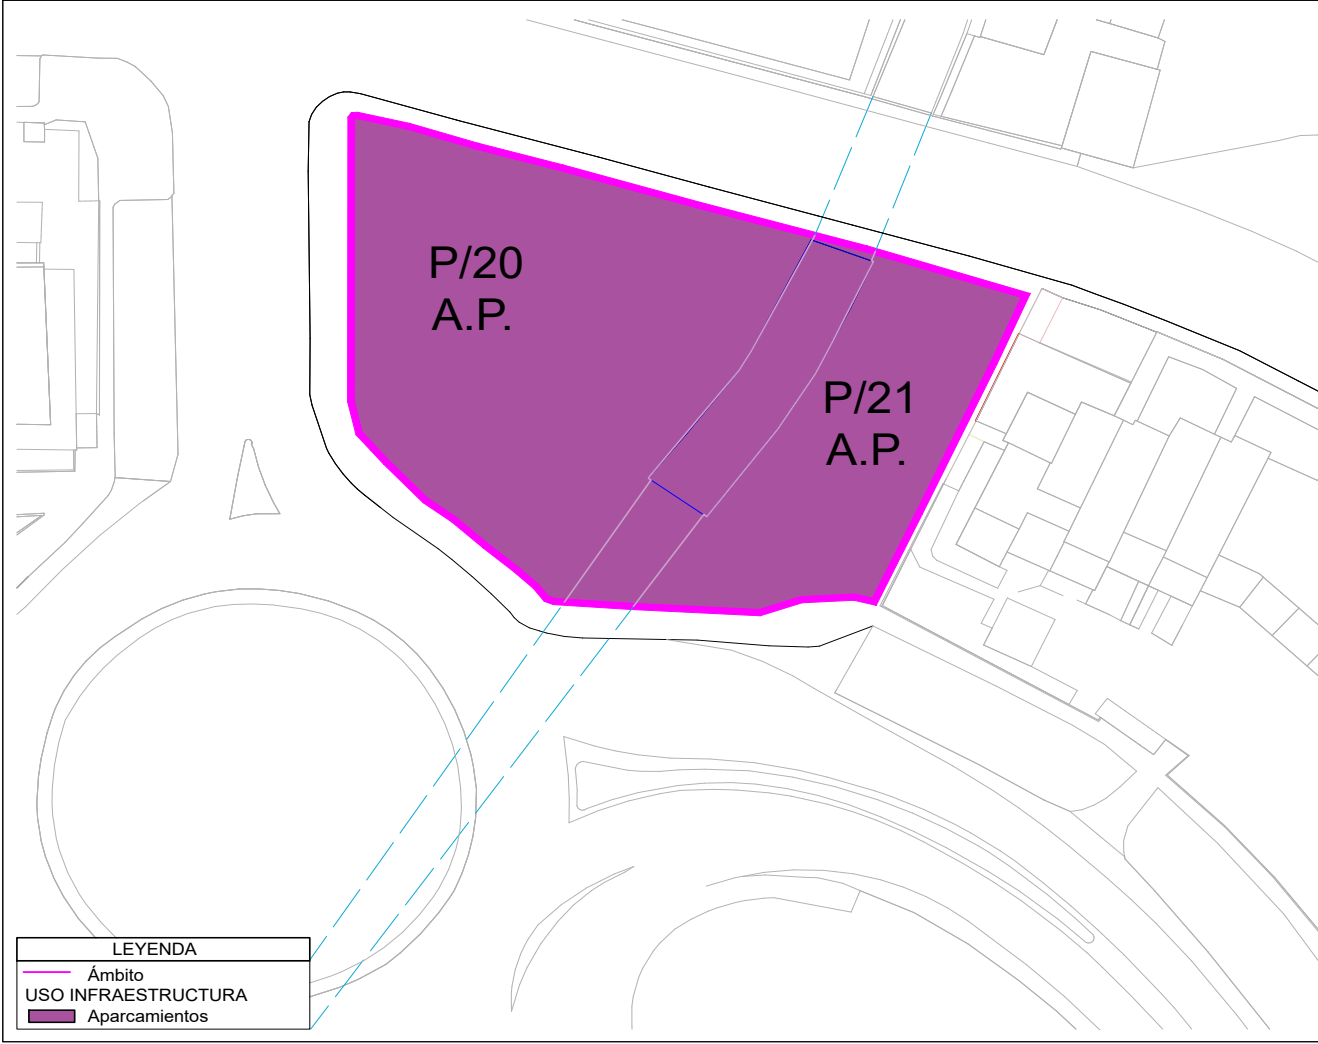 P/20
A.P.
P/21
A.P.
LEYENDA
Ámbito
USO INFRAESTRUCTURA
Aparcamientos